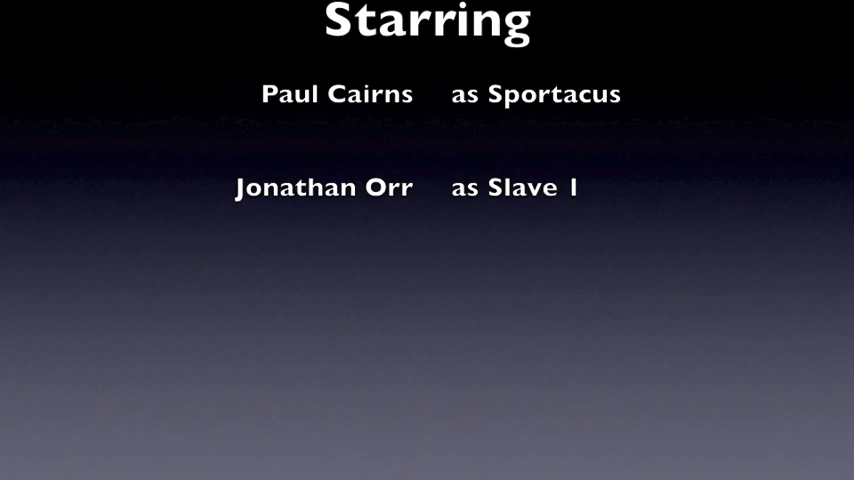 Starring
Paul Cairns as Sportacus
Jonathan Orr as Slave 1